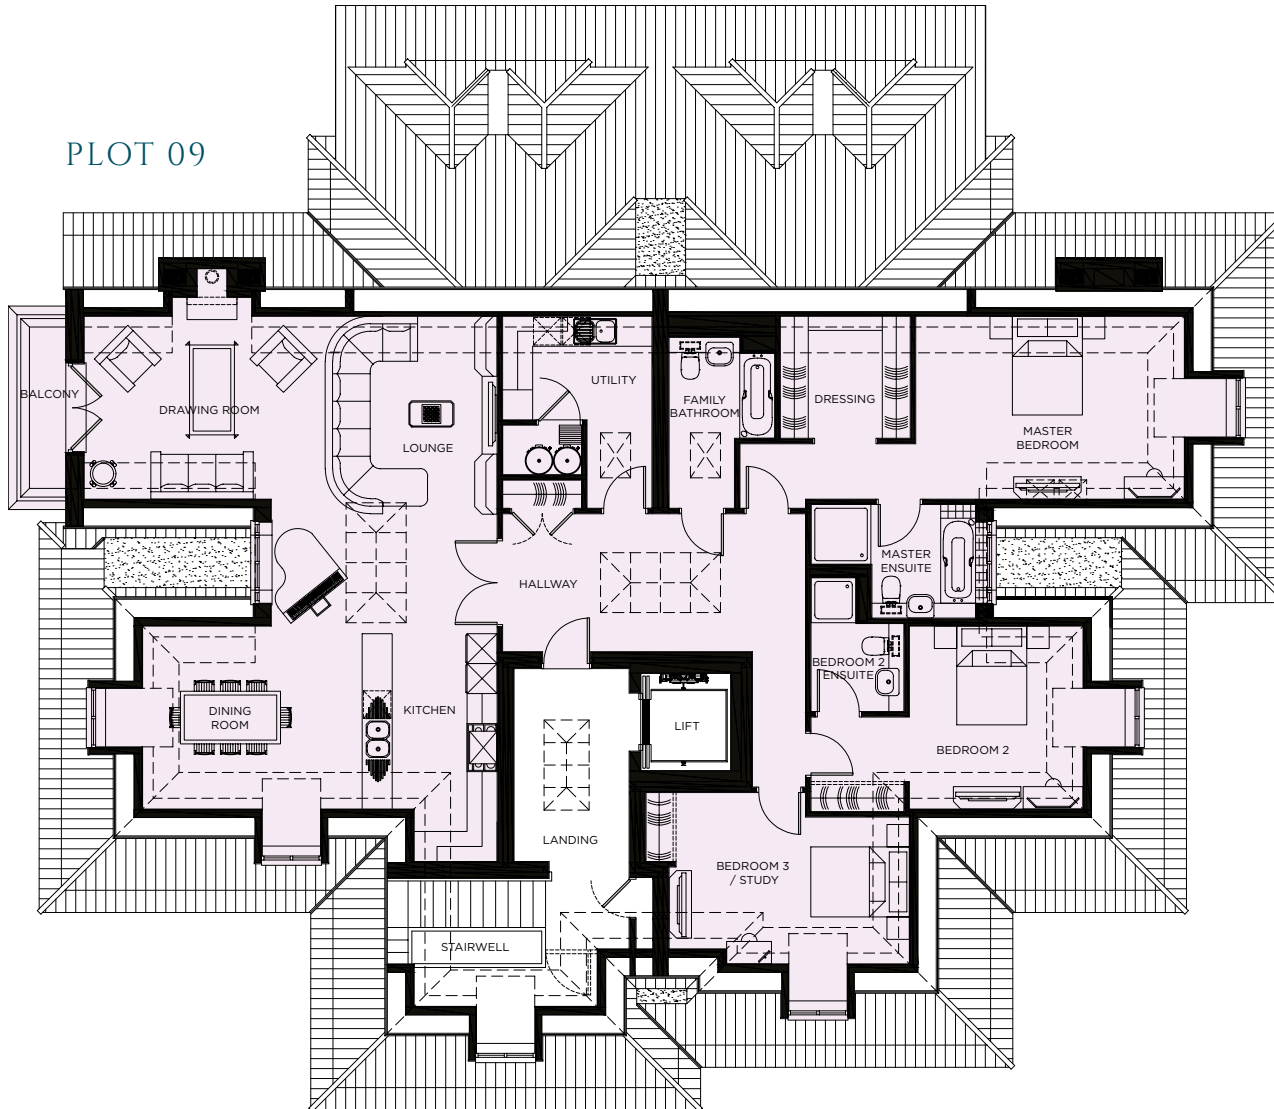 PLOT 09
BALCONY
DRAWING ROOM
LOUNGE
UTILITY
FAMILY
BATHROOM
DRESSING
MASTER
BEDROOM
HALLWAY
MASTER
ENSUITE
BEDROOM 2
ENSUITE
DINING
ROOM
KITCHEN
LIFT
BEDROOM 2
LANDING
BEDROOM 3
/ STUDY
STAIRWELL